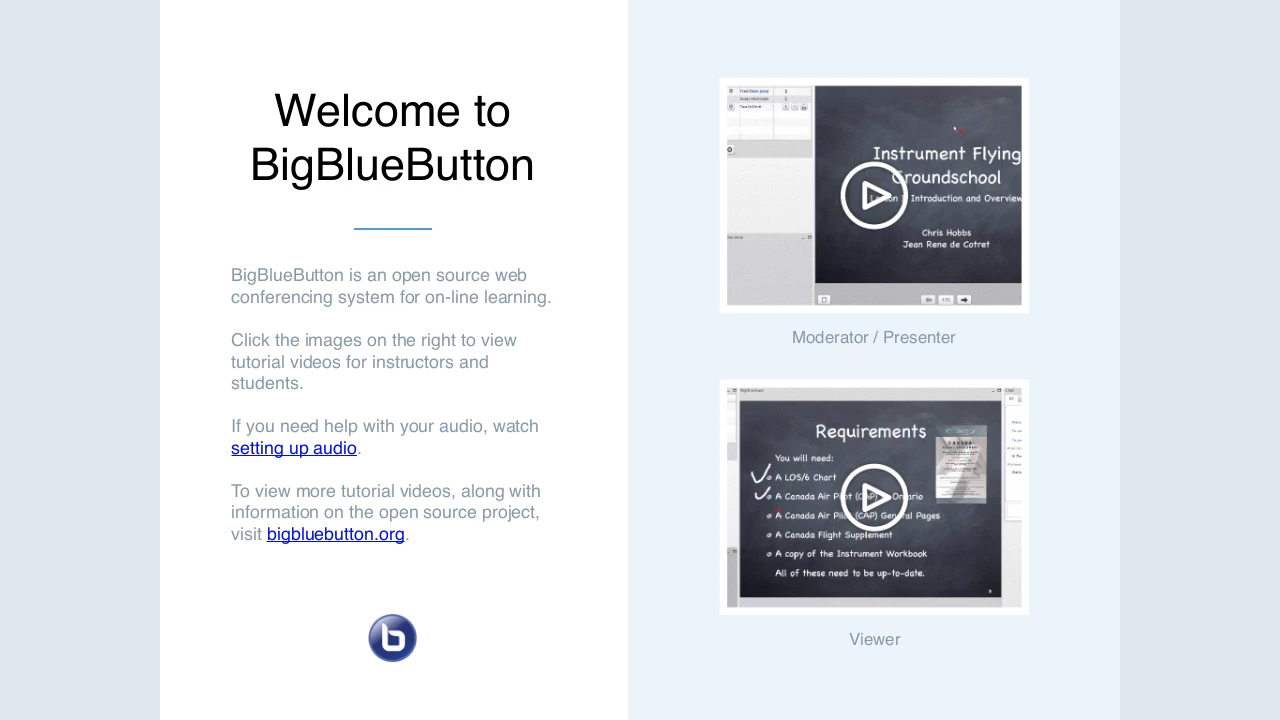 Welcome to
BigBlueButton
BigBlueButton is an open source web
conferencing system for on-line learning.
Click the images on the right to view
tutorial videos for instructors and
students.
If you need help with your audio, watch
setting up audio.
To view more tutorial videos, along with
information on the open source project,
visit bigbluebutton.org.
Instrument Flying
Groundschool
Introduction and Overview
Chris Hobbs
Jean Rene de Cotret
Moderator / Presenter
Requirements
You will need:
A LO5/6 Chart
A Canada Air Pilot (CAP) Ontario
A Canada Air Pilot (CAP) General Pages
A Canada Flight Supplement
A copy of the Instrument Workbook
All of these need to be up-to-date.
Viewer